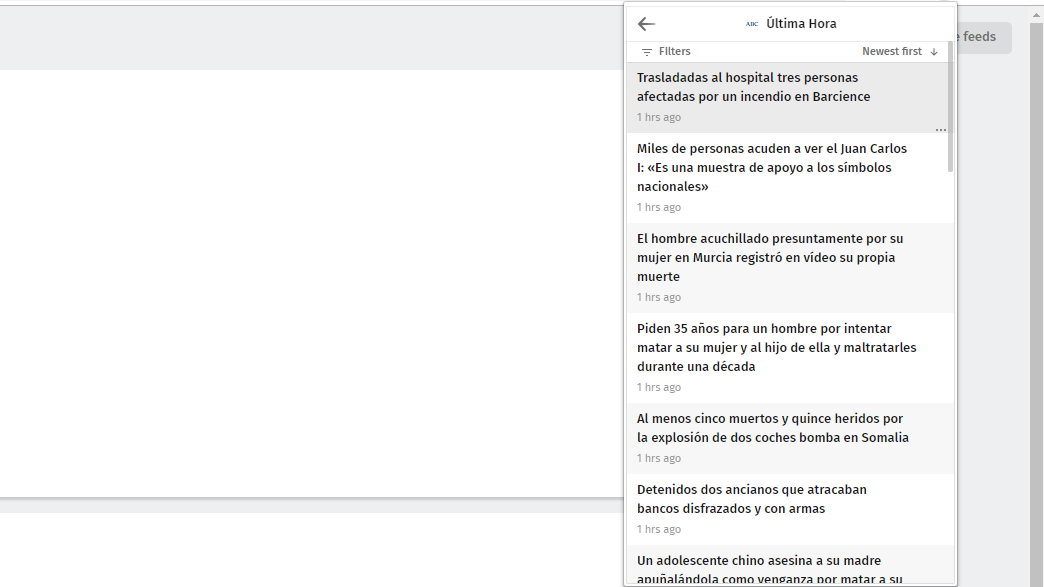 ABC Última Hora
e feeds
Filters
Newest first
Trasladadas al hospital tres personas
afectadas por un incendio en Barcience
1 hrs ago
Miles de personas acuden a ver el Juan Carlos
I: «Es una muestra de apoyo a los símbolos
nacionales»
1 hrs ago
El hombre acuchillado presuntamente por su
mujer en Murcia registró en vídeo su propia
muerte
1 hrs ago
Piden 35 años para un hombre por intentar
matar a su mujer y al hijo de ella y maltratarles
durante una década
1 hrs ago
Al menos cinco muertos y quince heridos por
la explosión de dos coches bomba en Somalia
1 hrs ago
Detenidos dos ancianos que atracaban
bancos disfrazados y con armas
1 hrs ago
Un adolescente chino asesina a su madre
apuñalándola como venganza por matar a su